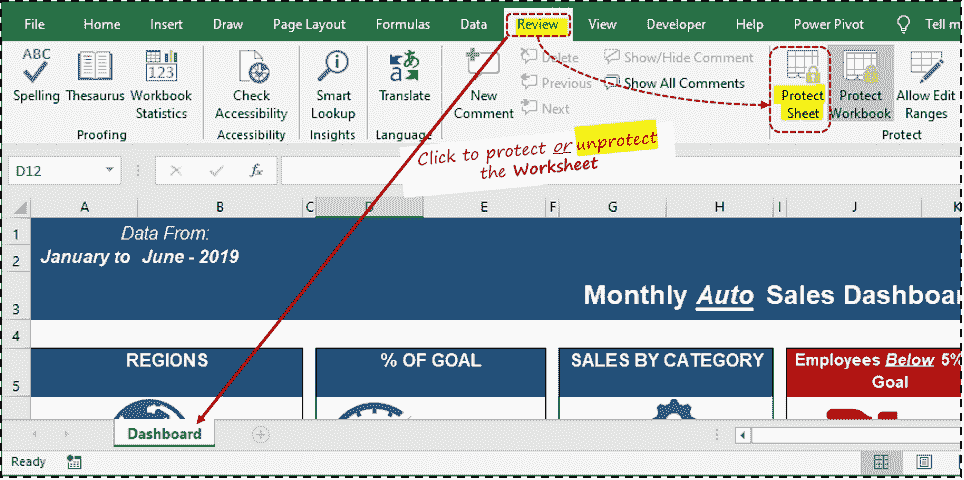 File Home Insert Draw Page Layout Formulas Data Review View Developer Help Power Pivot Tell m
ABC
123
Spelling Thesaurus Workbook Statistics
Proofing
Check Accessibility
Accessibility
Smart Lookup
Insights
Translate
Language
New Comment
Delete
Previous
Next
Show/Hide Comment
Show All Comments
Protect Sheet
Protect Workbook
Allow Edit Ranges
Protect
Click to protect or unprotect
the Worksheet
D12 fx
A B C D E F G H I J K
1 Data From:
2 January to June - 2019
3 Monthly Auto Sales Dashboar
4
5 REGIONS % OF GOAL SALES BY CATEGORY Employees Below 5% Goal
Dashboard
Ready